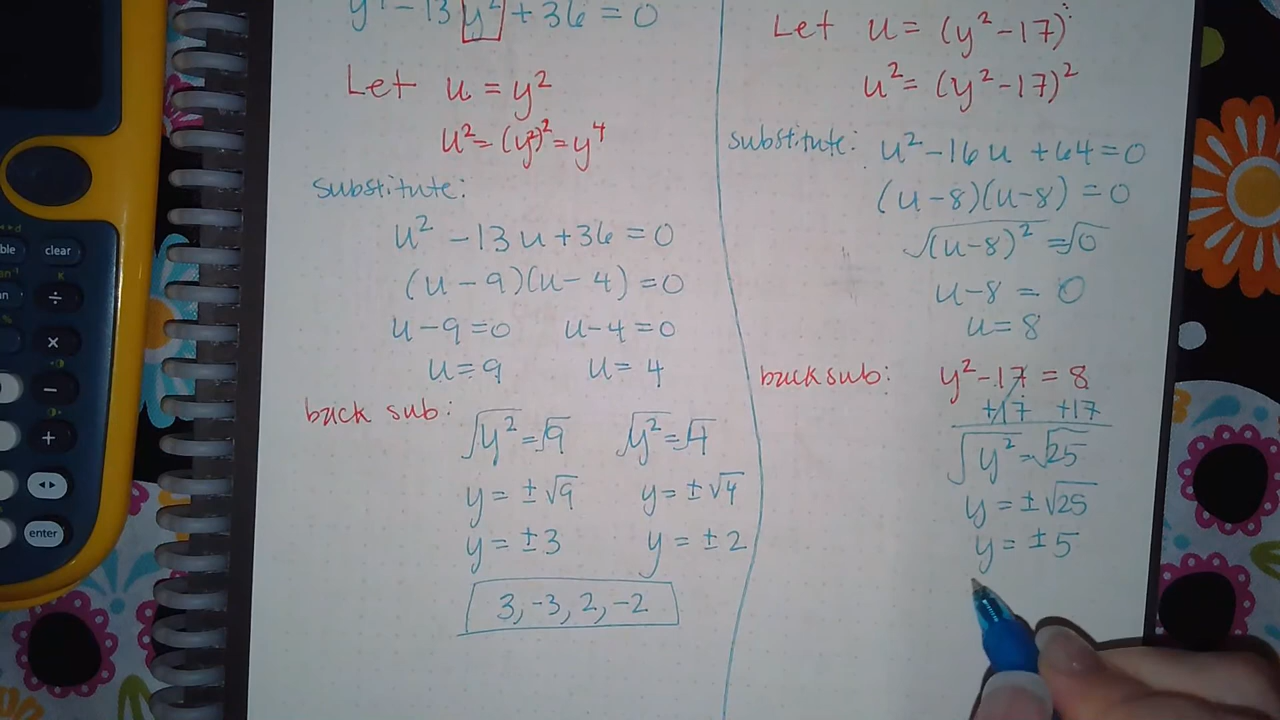 y⁴ - 13 y² + 36 = 0
Let u = y²
u² = (y²)² = y⁴
substitute:
u² - 13u + 36 = 0
(u - 9)(u - 4) = 0
u - 9 = 0 u - 4 = 0
u = 9 u = 4
back sub:
√y² = √9 √y² = √4
y = ±√9 y = ±√4
y = ±3 y = ±2
3, -3, 2, -2
Let u = (y² - 17)
u² = (y² - 17)²
substitute: u² - 16u + 64 = 0
(u - 8)(u - 8) = 0
√(u - 8)² = √0
u - 8 = 0
u = 8
back sub: y² - 17 = 8
+17 +17
√y² = √25
y = ±√25
y = ±5
clear
÷
×
−
+
enter